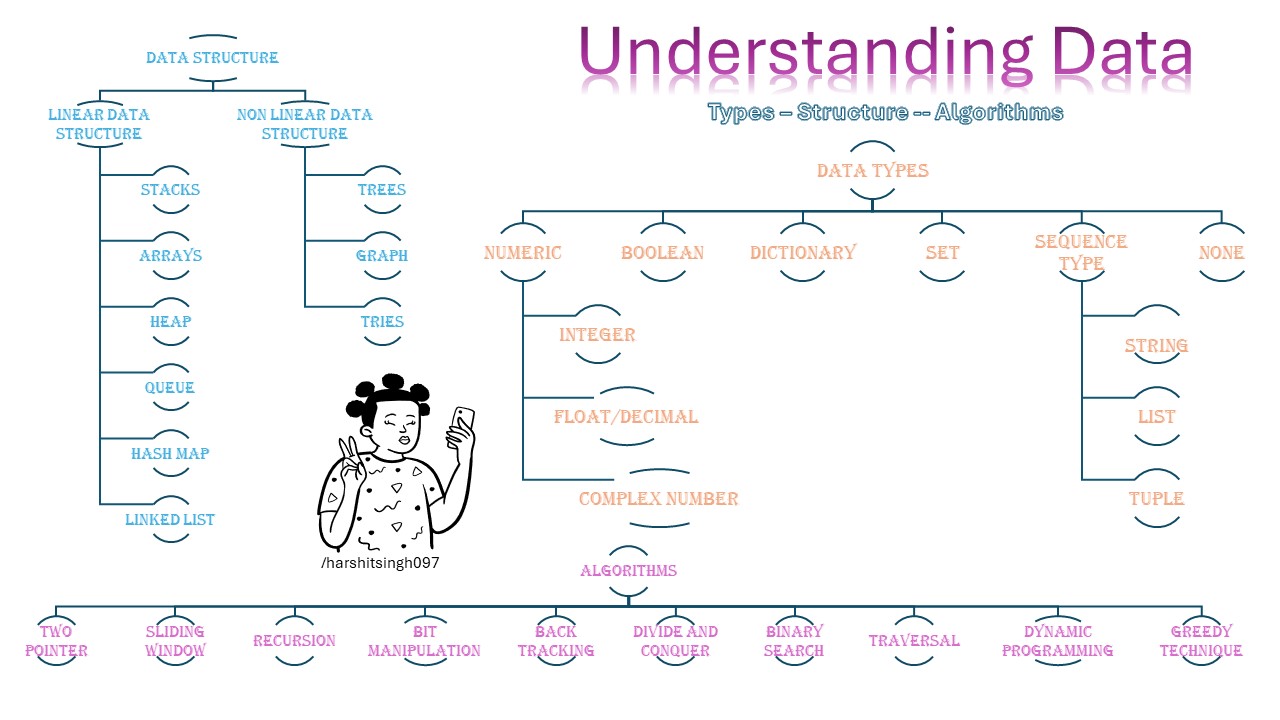 Understanding Data
Types – Structure -- Algorithms
DATA STRUCTURE
LINEAR DATA
STRUCTURE
STACKS
ARRAYS
HEAP
QUEUE
HASH MAP
LINKED LIST
NON LINEAR DATA
STRUCTURE
TREES
GRAPH
TRIES
DATA TYPES
NUMERIC
INTEGER
FLOAT/DECIMAL
COMPLEX NUMBER
BOOLEAN
DICTIONARY
SET
SEQUENCE
TYPE
STRING
LIST
TUPLE
NONE
/harshitsingh097
ALGORITHMS
TWO
POINTER
SLIDING
WINDOW
RECURSION
BIT
MANIPULATION
BACK
TRACKING
DIVIDE AND
CONQUER
BINARY
SEARCH
TRAVERSAL
DYNAMIC
PROGRAMMING
GREEDY
TECHNIQUE